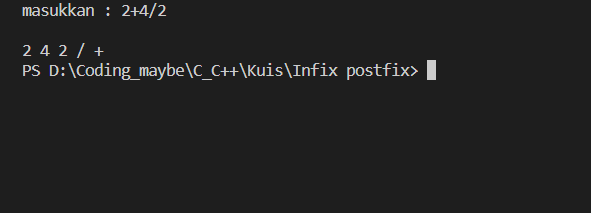 masukkan : 2+4/2
2 4 2 / +
PS D:\Coding_maybe\C_C++\Kuis\Infix postfix>